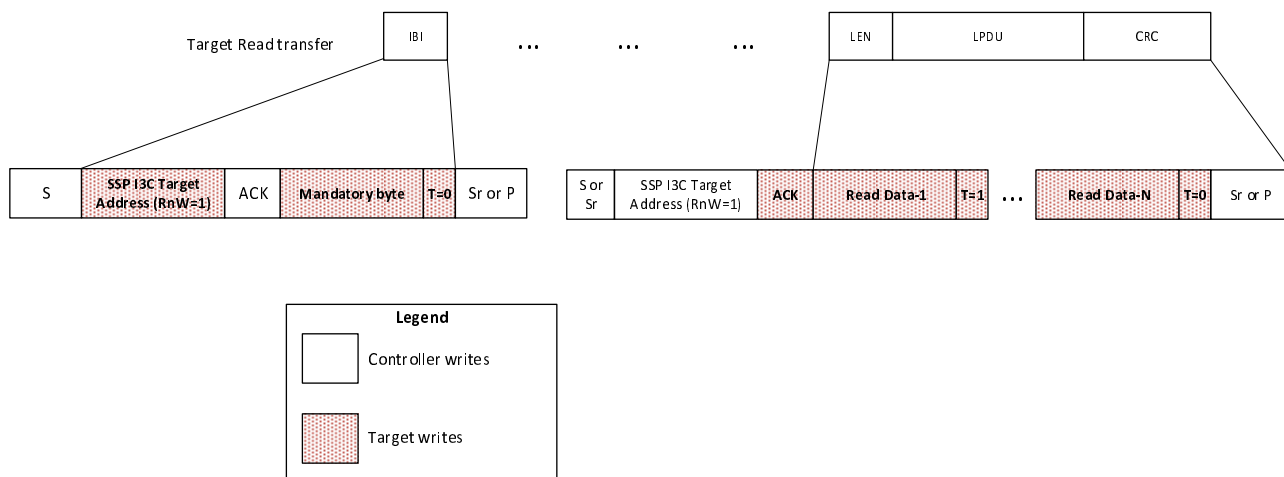 Target Read transfer
IBI
...
...
...
LEN
LPDU
CRC
S
SSP I3C Target
Address (RnW=1)
ACK
Mandatory byte
T=0
Sr or P
S or
Sr
SSP I3C Target
Address (RnW=1)
ACK
Read Data-1
T=1
...
Read Data-N
T=0
Sr or P
Legend
Controller writes
Target writes